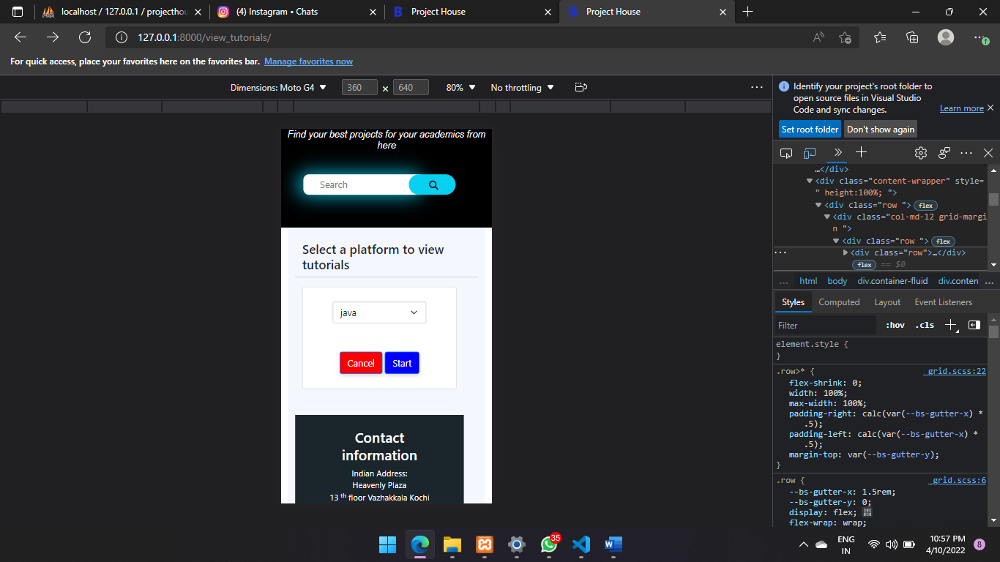 localhost / 127.0.0.1 / projecthou
(4) Instagram • Chats
Project House
Project House
127.0.0.1:8000/view_tutorials/
For quick access, place your favorites here on the favorites bar. Manage favorites now
Dimensions: Moto G4 360 × 640 80% No throttling
Find your best projects for your academics from
here
Search
Select a platform to view
tutorials
java
Cancel Start
Contact
information
Indian Address:
Heavenly Plaza
13 th floor Vazhakkala Kochi
Identify your project's root folder to
open source files in Visual Studio
Code and sync changes.
Learn more
Set root folder Don't show again
…</div>
<div class="content-wrapper" style=
" height:100%; ">
<div class="row "> flex
<div class="col-md-12 grid-margi
n ">
<div class="row "> flex
<div class="row">…</div>
flex == $0
... html body div.container-fluid div.conten ...
Styles Computed Layout Event Listeners
Filter :hov .cls
element.style {
}
.row>* { _grid.scss:22
flex-shrink: 0;
width: 100%;
max-width: 100%;
padding-right: calc(var(--bs-gutter-x) *
.5);
padding-left: calc(var(--bs-gutter-x) *
.5);
margin-top: var(--bs-gutter-y);
}
.row { _grid.scss:6
--bs-gutter-x: 1.5rem;
--bs-gutter-y: 0;
display: flex;
flex-wrap: wrap;
35
ENG
IN
10:57 PM
4/10/2022
8